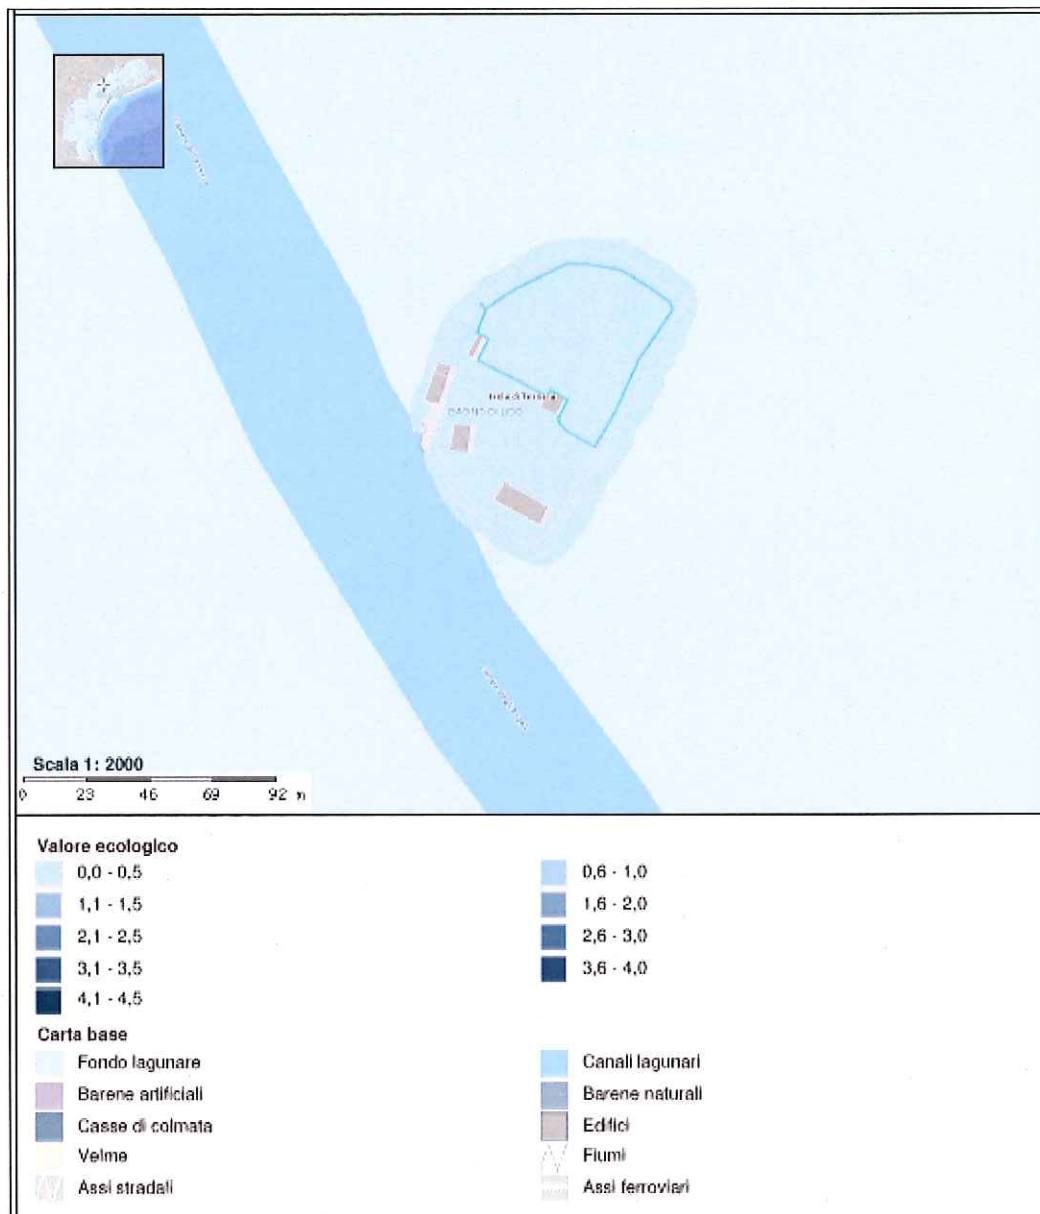 Scala 1: 2000
0 23 46 69 92 m
Valore ecologico
0,0 - 0,5
0,6 - 1,0
1,1 - 1,5
1,6 - 2,0
2,1 - 2,5
2,6 - 3,0
3,1 - 3,5
3,6 - 4,0
4,1 - 4,5
Carta base
Fondo lagunare
Canali lagunari
Barene artificiali
Barene naturali
Casse di colmata
Edifici
Velme
Fiumi
Assi stradali
Assi ferroviari